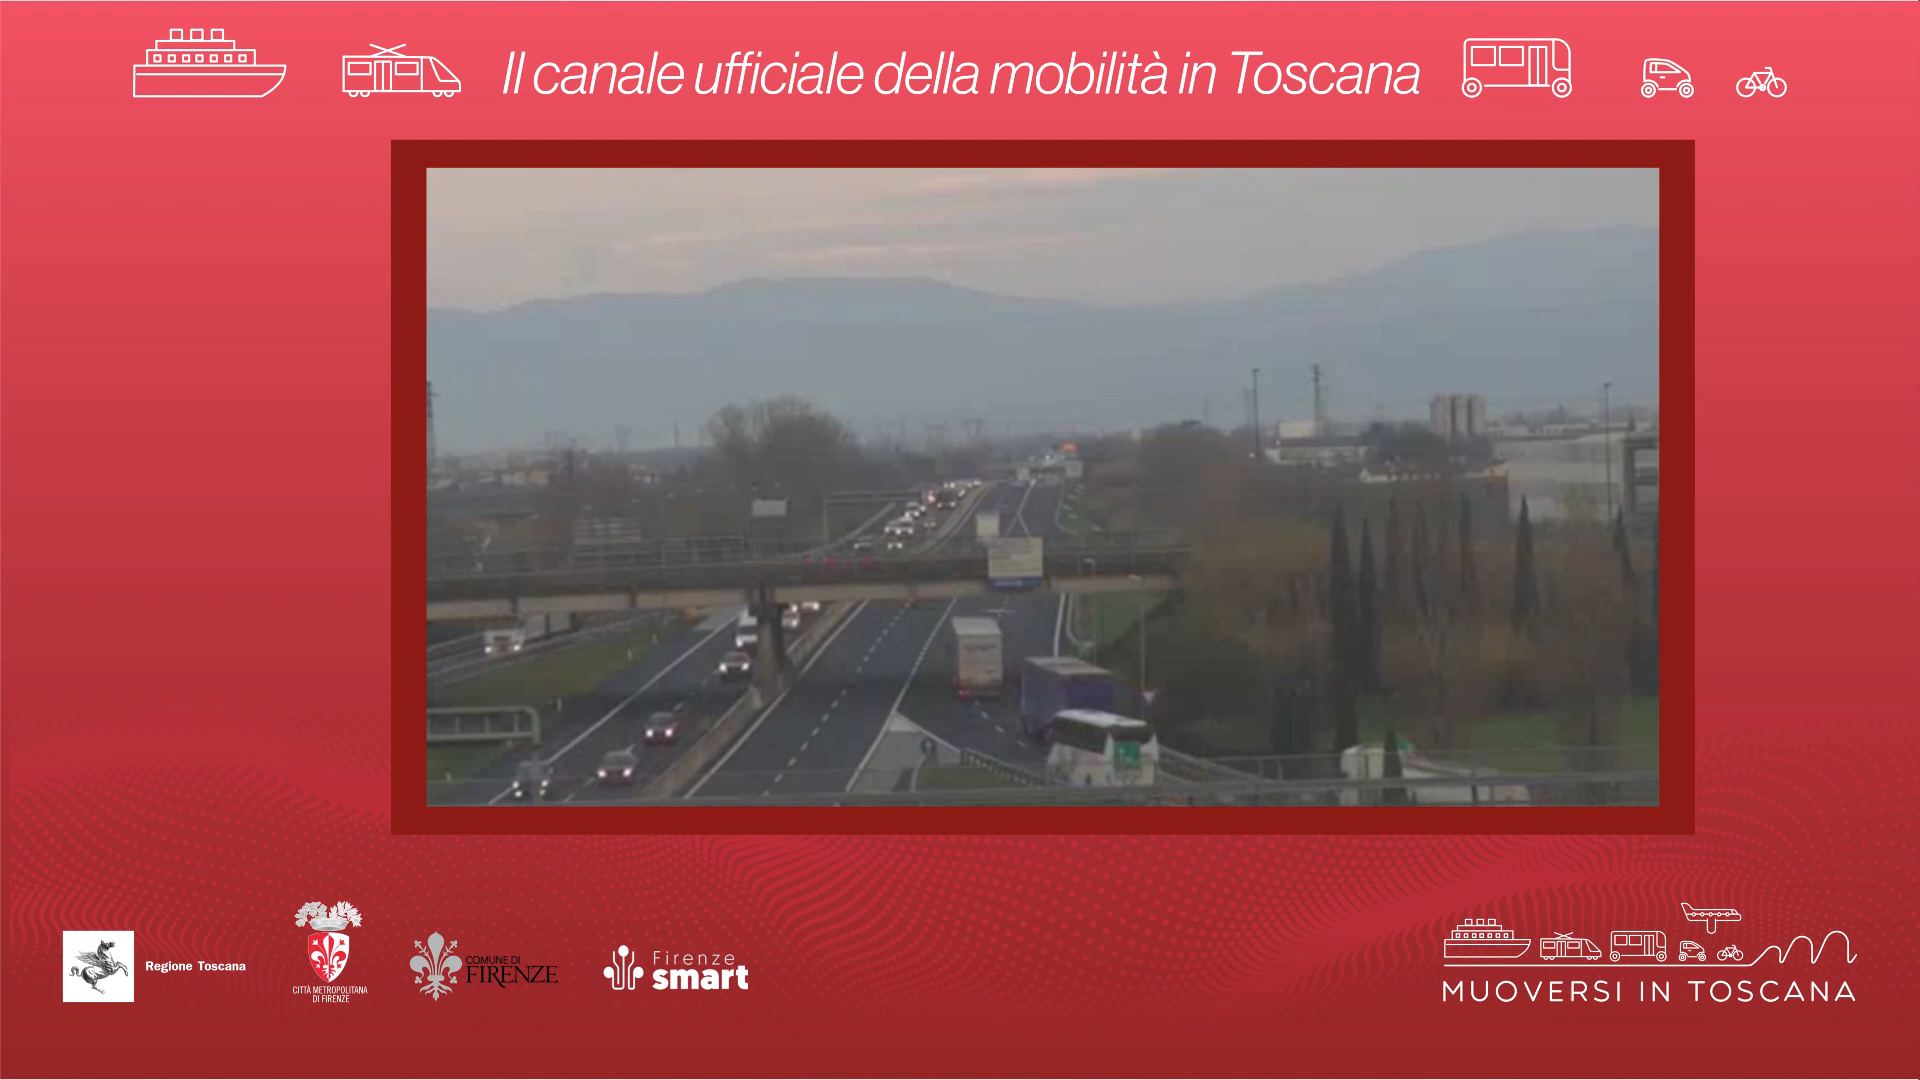 Il canale ufficiale della mobilità in Toscana
Regione Toscana
CITTÀ METROPOLITANA
DI FIRENZE
COMUNE DI
FIRENZE
Firenze
smart
MUOVERSI IN TOSCANA